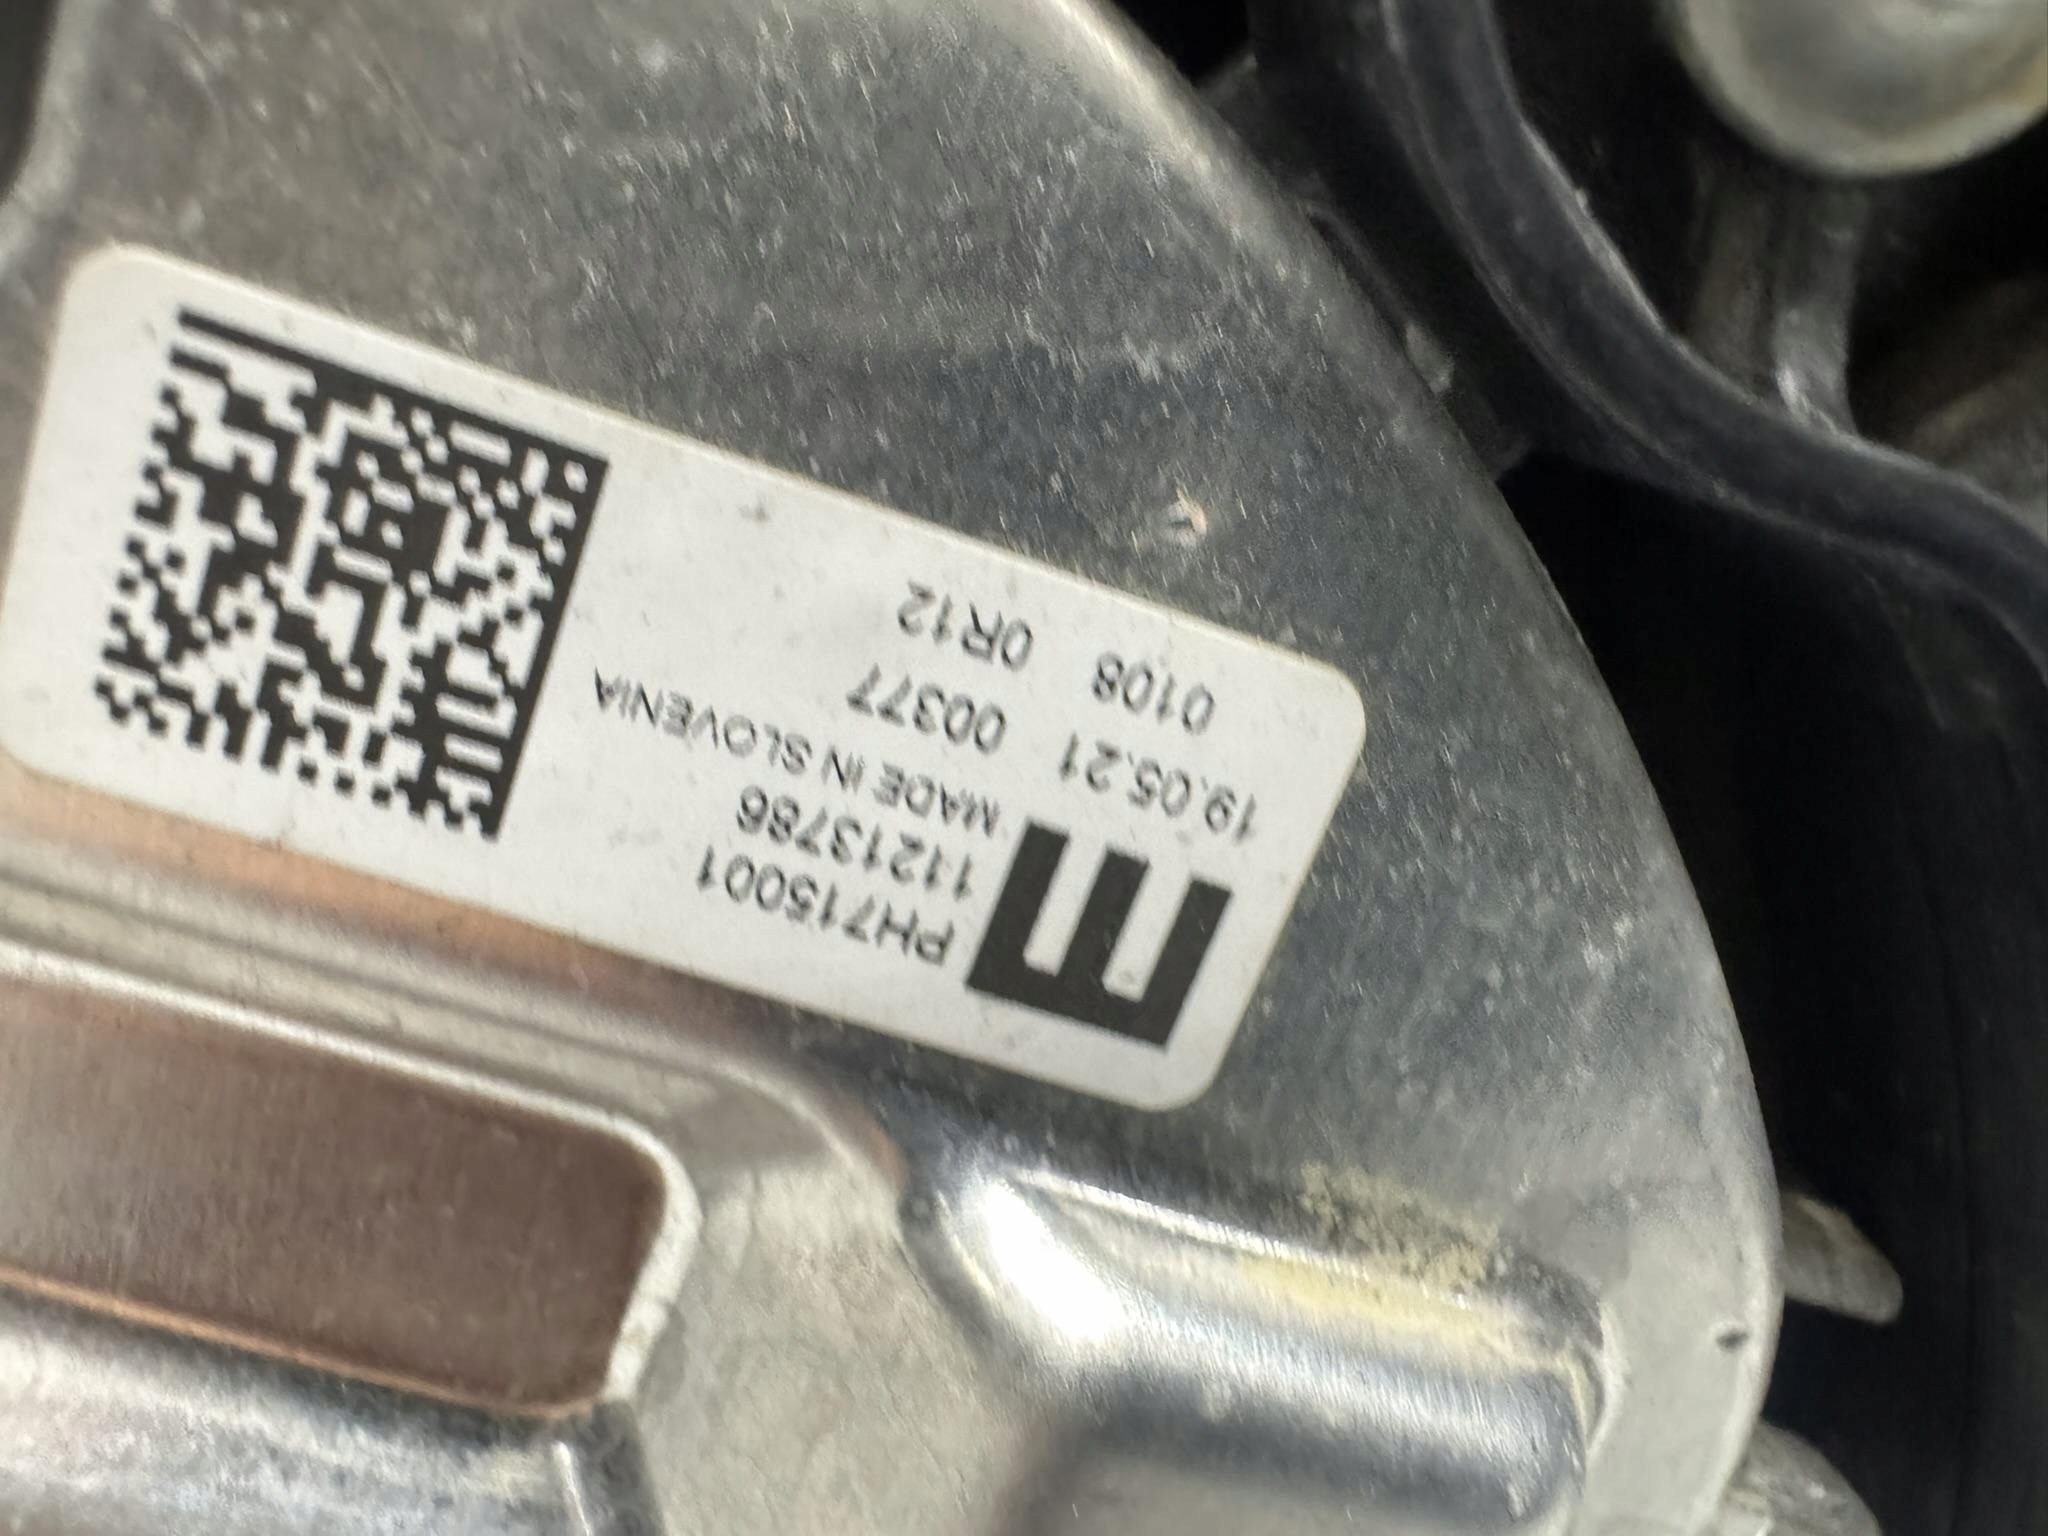 PH715001
11213786
MADE IN SLOVENIA
19.05.21 00377
0108 0R12